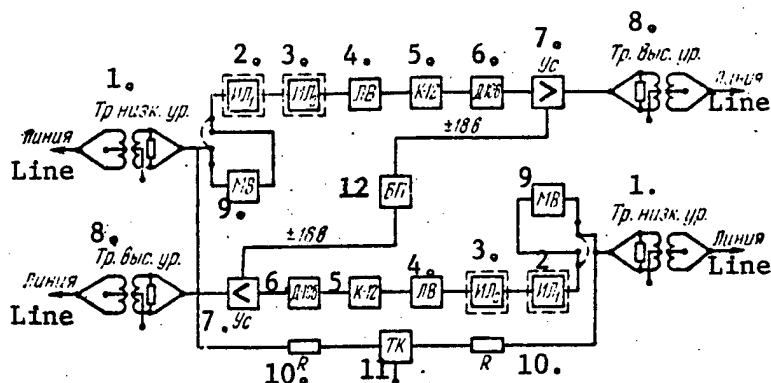 1.
Тр низк. ур.
Линия
Line
2.
ИЛ₁
3.
ИЛ₂
4.
ЛВ
5.
К-12
6.
7.
Ус
>
8.
Тр. выс. ур.
Линия
Line
МВ
9.
±18в
12
БП
±18в
9
МВ
1.
Тр. низк. ур.
Линия
Line
8.
Тр. выс. ур.
Линия
Line
7.
<
Ус
6
5
К-12
4.
ЛВ
3.
ИЛ₂
2
ИЛ₁
10.
R
11
ТК
R
10.